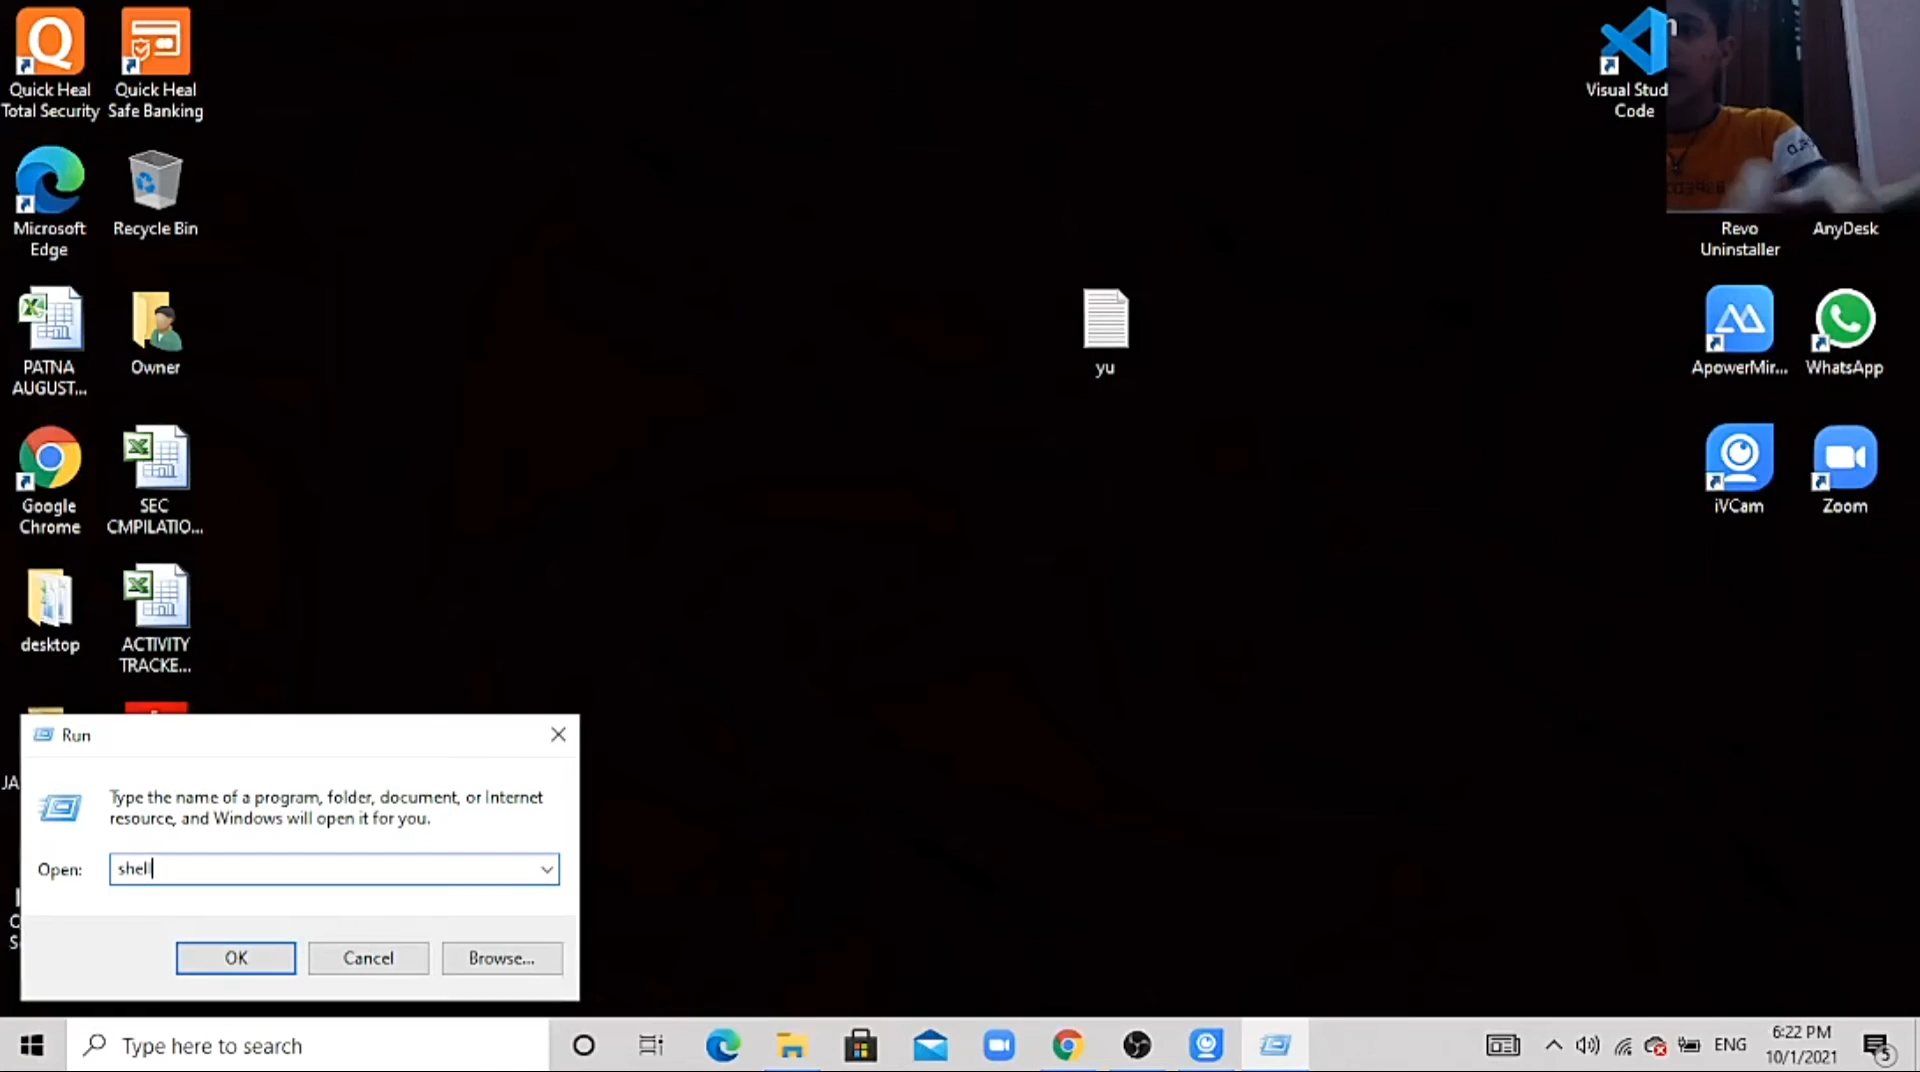 Quick Heal
Total Security
Quick Heal
Safe Banking
Visual Stud
Code
Microsoft
Edge
Recycle Bin
Revo
Uninstaller
AnyDesk
PATNA
AUGUST...
Owner
yu
ApowerMir...
WhatsApp
Google
Chrome
SEC
CMPILATIO...
iVCam
Zoom
desktop
ACTIVITY
TRACKE...
Run
JA
Type the name of a program, folder, document, or Internet
resource, and Windows will open it for you.
Open:
shell
OK
Cancel
Browse...
Type here to search
ENG
6:22 PM
10/1/2021
5